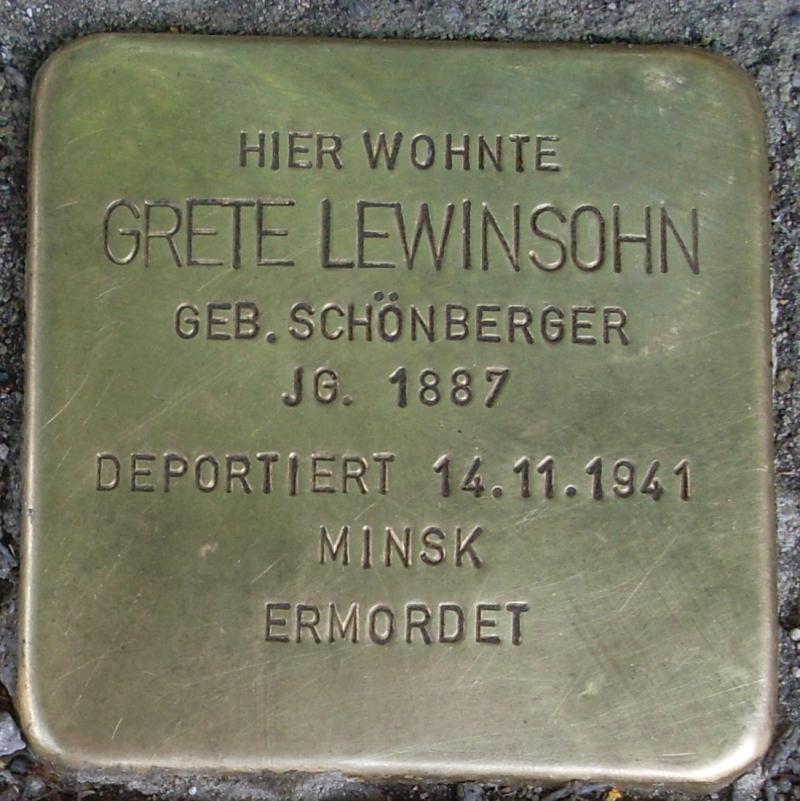 HIER WOHNTE
GRETE LEWINSOHN
GEB. SCHÖNBERGER
JG. 1887
DEPORTIERT 14.11.1941
MINSK
ERMORDET